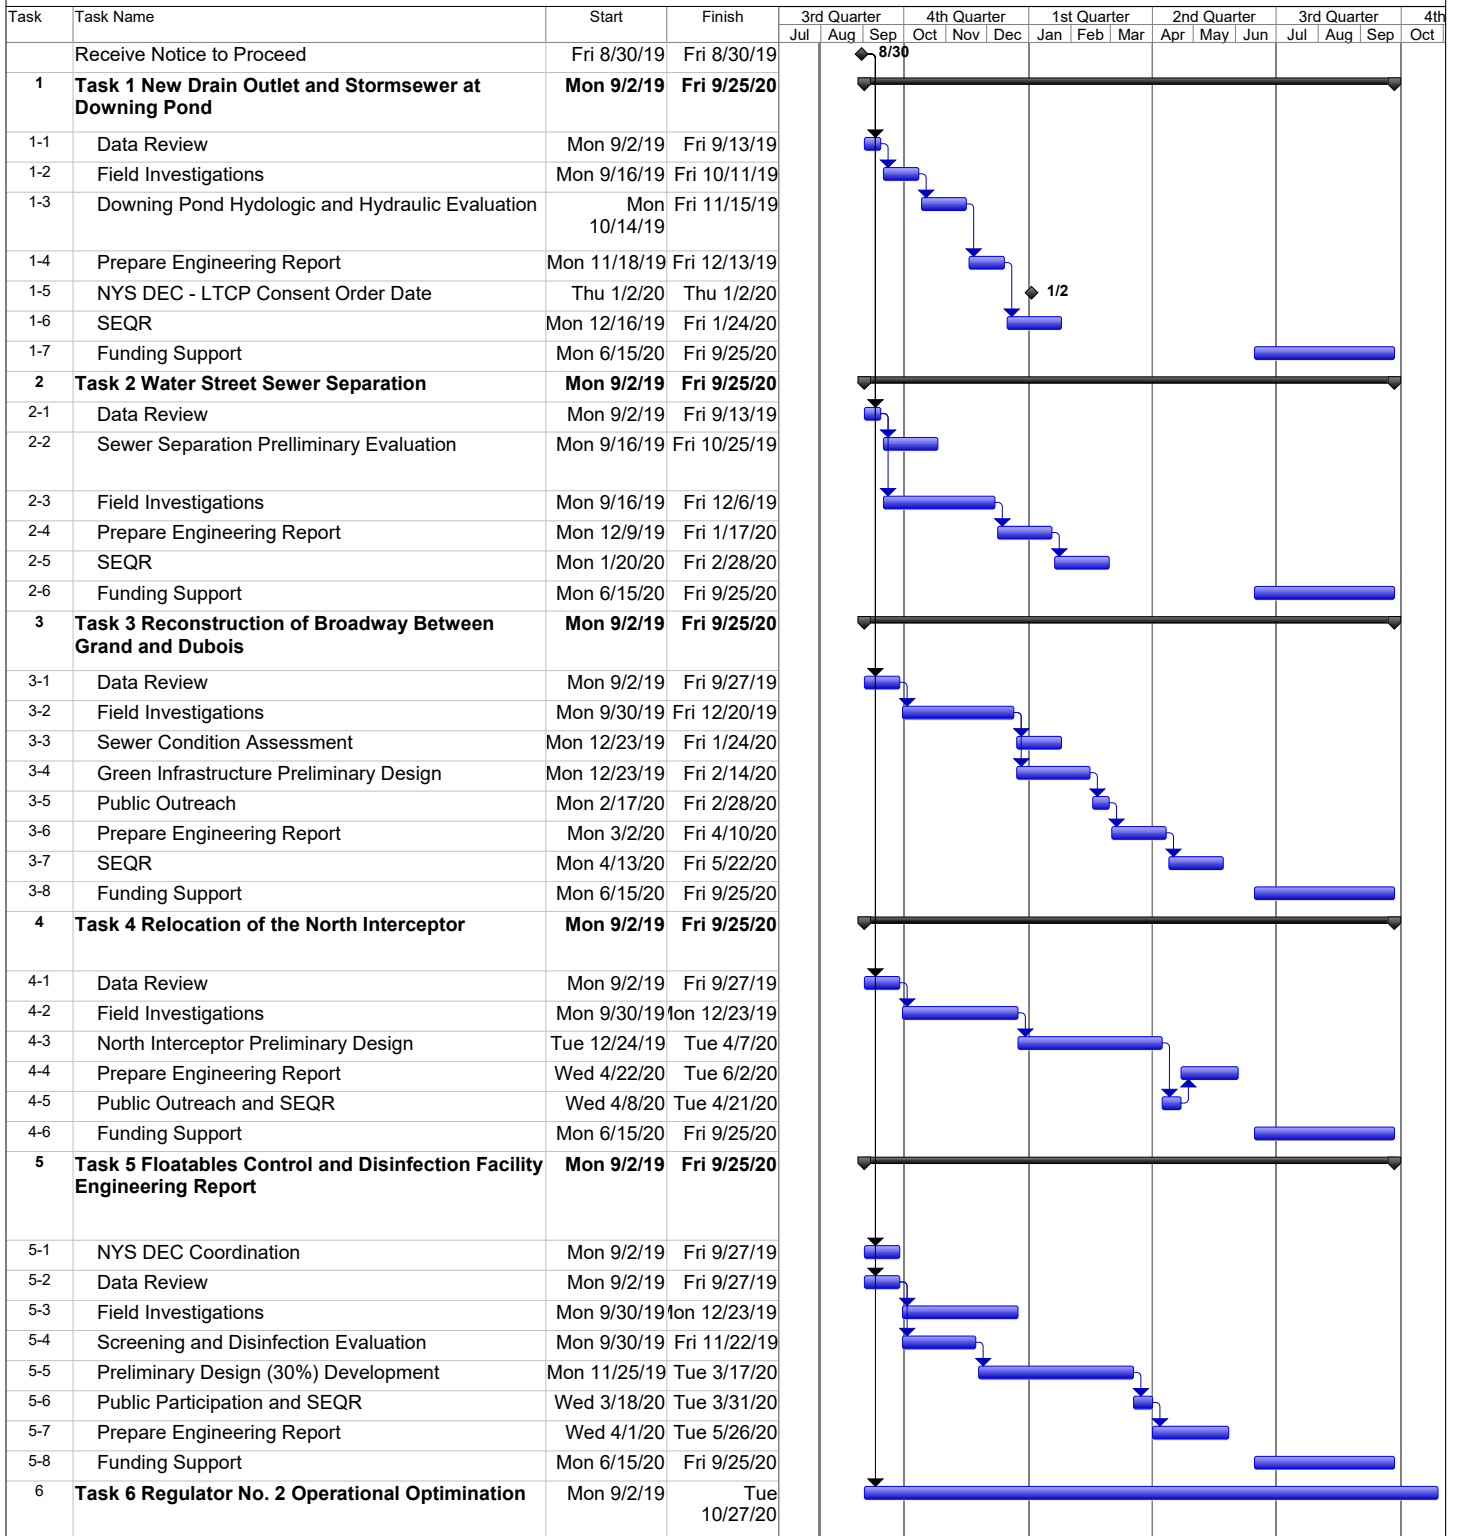 Task Task Name Start Finish 3rd Quarter 4th Quarter 1st Quarter 2nd Quarter 3rd Quarter 4th
Jul Aug Sep Oct Nov Dec Jan Feb Mar Apr May Jun Jul Aug Sep Oct
Receive Notice to Proceed Fri 8/30/19 Fri 8/30/19 8/30
1 Task 1 New Drain Outlet and Stormsewer at Mon 9/2/19 Fri 9/25/20
Downing Pond
1-1 Data Review Mon 9/2/19 Fri 9/13/19
1-2 Field Investigations Mon 9/16/19 Fri 10/11/19
1-3 Downing Pond Hydologic and Hydraulic Evaluation Mon Fri 11/15/19
10/14/19
1-4 Prepare Engineering Report Mon 11/18/19 Fri 12/13/19
1-5 NYS DEC - LTCP Consent Order Date Thu 1/2/20 Thu 1/2/20 1/2
1-6 SEQR Mon 12/16/19 Fri 1/24/20
1-7 Funding Support Mon 6/15/20 Fri 9/25/20
2 Task 2 Water Street Sewer Separation Mon 9/2/19 Fri 9/25/20
2-1 Data Review Mon 9/2/19 Fri 9/13/19
2-2 Sewer Separation Prelliminary Evaluation Mon 9/16/19 Fri 10/25/19
2-3 Field Investigations Mon 9/16/19 Fri 12/6/19
2-4 Prepare Engineering Report Mon 12/9/19 Fri 1/17/20
2-5 SEQR Mon 1/20/20 Fri 2/28/20
2-6 Funding Support Mon 6/15/20 Fri 9/25/20
3 Task 3 Reconstruction of Broadway Between Mon 9/2/19 Fri 9/25/20
Grand and Dubois
3-1 Data Review Mon 9/2/19 Fri 9/27/19
3-2 Field Investigations Mon 9/30/19 Fri 12/20/19
3-3 Sewer Condition Assessment Mon 12/23/19 Fri 1/24/20
3-4 Green Infrastructure Preliminary Design Mon 12/23/19 Fri 2/14/20
3-5 Public Outreach Mon 2/17/20 Fri 2/28/20
3-6 Prepare Engineering Report Mon 3/2/20 Fri 4/10/20
3-7 SEQR Mon 4/13/20 Fri 5/22/20
3-8 Funding Support Mon 6/15/20 Fri 9/25/20
4 Task 4 Relocation of the North Interceptor Mon 9/2/19 Fri 9/25/20
4-1 Data Review Mon 9/2/19 Fri 9/27/19
4-2 Field Investigations Mon 9/30/19 Mon 12/23/19
4-3 North Interceptor Preliminary Design Tue 12/24/19 Tue 4/7/20
4-4 Prepare Engineering Report Wed 4/22/20 Tue 6/2/20
4-5 Public Outreach and SEQR Wed 4/8/20 Tue 4/21/20
4-6 Funding Support Mon 6/15/20 Fri 9/25/20
5 Task 5 Floatables Control and Disinfection Facility Mon 9/2/19 Fri 9/25/20
Engineering Report
5-1 NYS DEC Coordination Mon 9/2/19 Fri 9/27/19
5-2 Data Review Mon 9/2/19 Fri 9/27/19
5-3 Field Investigations Mon 9/30/19 Mon 12/23/19
5-4 Screening and Disinfection Evaluation Mon 9/30/19 Fri 11/22/19
5-5 Preliminary Design (30%) Development Mon 11/25/19 Tue 3/17/20
5-6 Public Participation and SEQR Wed 3/18/20 Tue 3/31/20
5-7 Prepare Engineering Report Wed 4/1/20 Tue 5/26/20
5-8 Funding Support Mon 6/15/20 Fri 9/25/20
6 Task 6 Regulator No. 2 Operational Optimination Mon 9/2/19 Tue
10/27/20